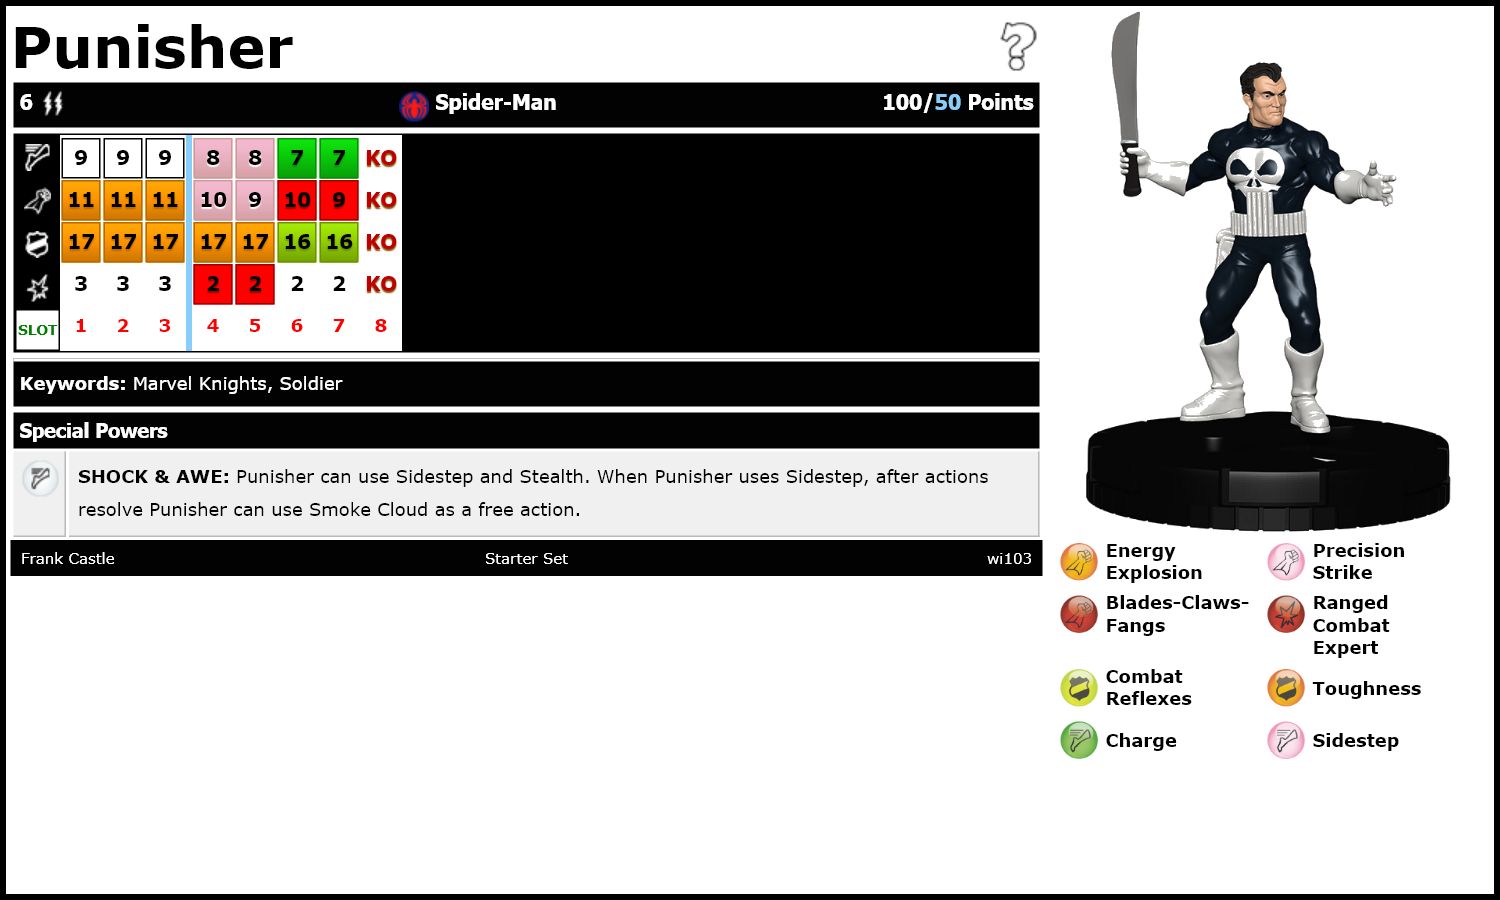 Punisher
6 Spider-Man 100/50 Points
9 9 9 8 8 7 7 KO
11 11 11 10 9 10 9 KO
17 17 17 17 17 16 16 KO
3 3 3 2 2 2 2 KO
SLOT 1 2 3 4 5 6 7 8
Keywords: Marvel Knights, Soldier
Special Powers
SHOCK & AWE: Punisher can use Sidestep and Stealth. When Punisher uses Sidestep, after actions
resolve Punisher can use Smoke Cloud as a free action.
Frank Castle Starter Set wi103
Energy
Explosion
Precision
Strike
Blades-Claws-
Fangs
Ranged
Combat
Expert
Combat
Reflexes
Toughness
Charge
Sidestep